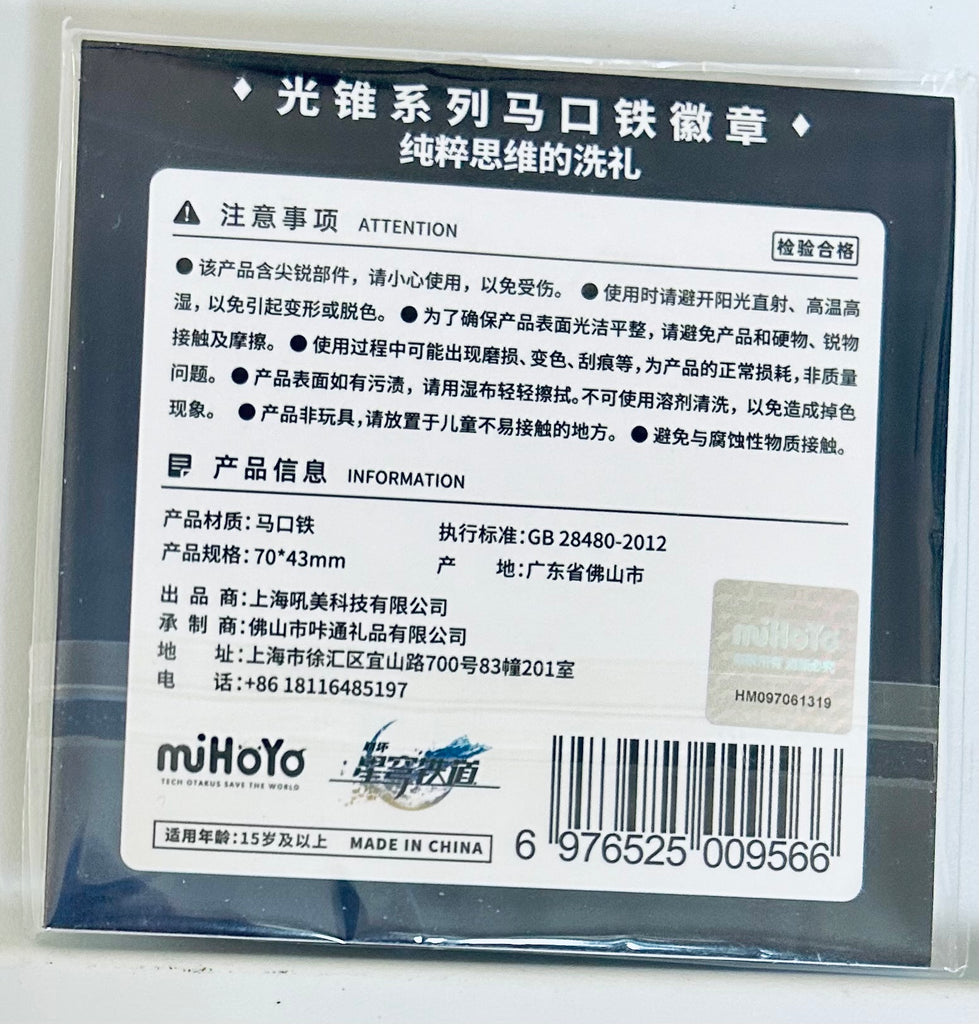 光锥系列马口铁徽章
纯粹思维的洗礼
注意事项 ATTENTION
检验合格
● 该产品含尖锐部件，请小心使用，以免受伤。 ● 使用时请避开阳光直射、高温高
湿，以免引起变形或脱色。 ● 为了确保产品表面光洁平整，请避免产品和硬物、锐物
接触及摩擦。 ● 使用过程中可能出现磨损、变色、刮痕等，为产品的正常损耗，非质量
问题。 ● 产品表面如有污渍，请用湿布轻轻擦拭。不可使用溶剂清洗，以免造成掉色
现象。 ● 产品非玩具，请放置于儿童不易接触的地方。 ● 避免与腐蚀性物质接触。
产品信息 INFORMATION
产品材质：马口铁
执行标准：GB 28480-2012
产品规格：70*43mm
产 地：广东省佛山市
出品商：上海吼美科技有限公司
承制商：佛山市咔通礼品有限公司
地 址：上海市徐汇区宜山路700号83幢201室
电 话：+86 18116485197
miHoYo
HM097061319
miHoYo
TECH OTAKUS SAVE THE WORLD
崩坏
星穹铁道
适用年龄：15岁及以上 MADE IN CHINA
6 976525 009566